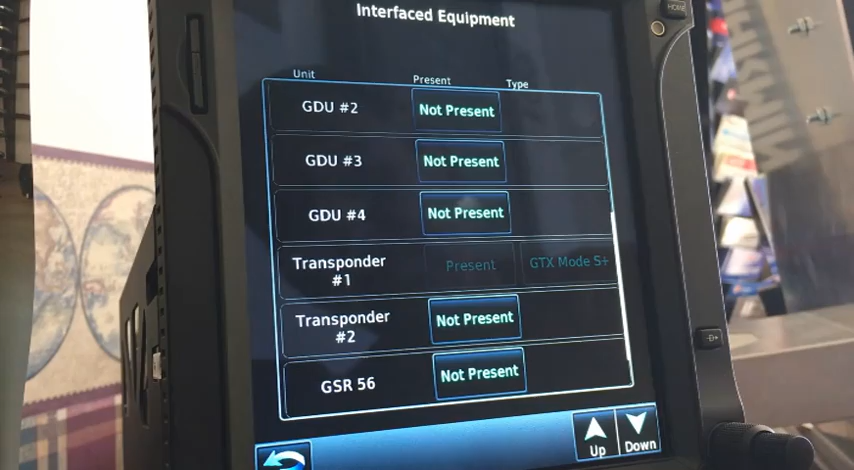 HOME
Interfaced Equipment
Unit Present Type
GDU #2 Not Present
GDU #3 Not Present
GDU #4 Not Present
Transponder
#1 Present GTX Mode S+
Transponder
#2 Not Present
GSR 56 Not Present
Up Down